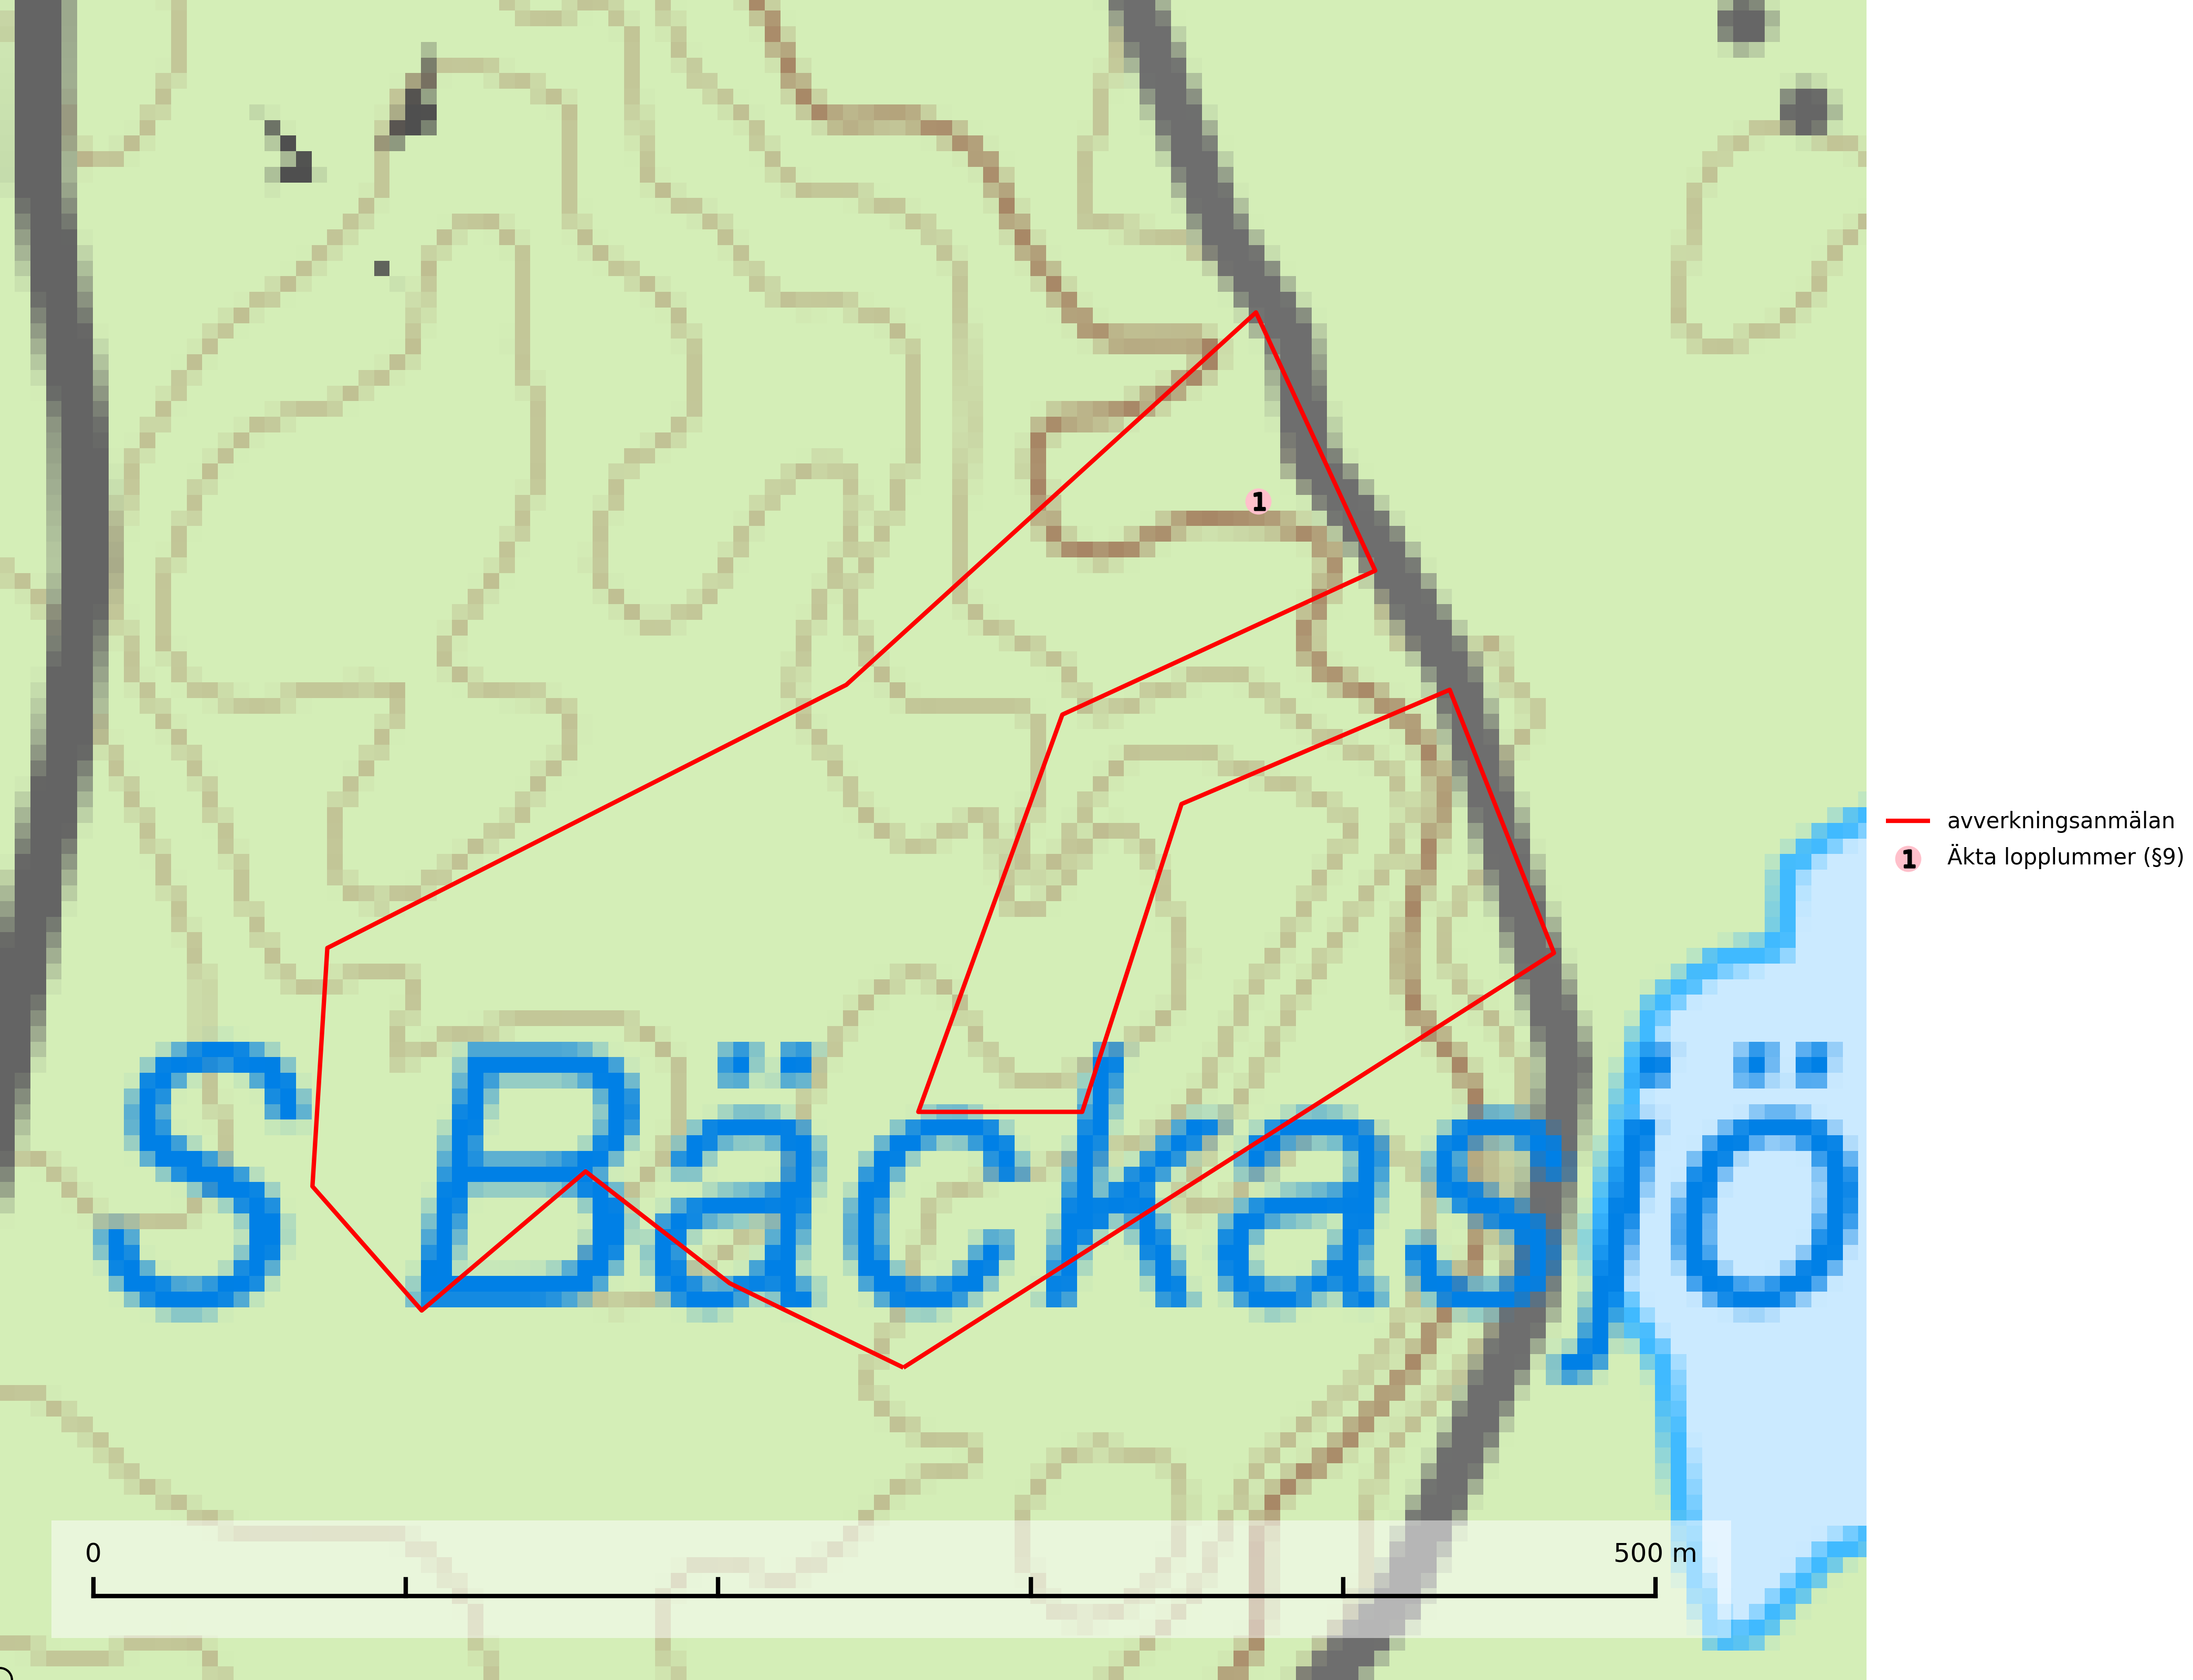 1
S Bäckasjö
avverkningsanmälan
1 Äkta lopplummer (§9)
0 500 m